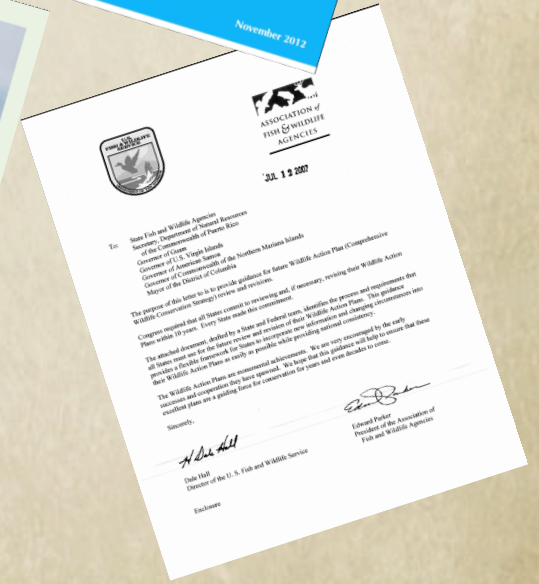 November 2012
U.S.
FISH & WILDLIFE
SERVICE
ASSOCIATION of
FISH & WILDLIFE
AGENCIES
JUL 12 2007
To: State Fish and Wildlife Agencies
Secretary, Department of Natural Resources
of the Commonwealth of Puerto Rico
Governor of Guam
Governor of U.S. Virgin Islands
Governor of American Samoa
Governor of Commonwealth of the Northern Mariana Islands
Mayor of the District of Columbia
The purpose of this letter is to provide guidance for future Wildlife Action Plan (Comprehensive
Wildlife Conservation Strategy) review and revisions.
Congress required that all States commit to reviewing and, if necessary, revising their Wildlife Action
Plans within 10 years. Every State made this commitment.
The attached document, drafted by a State and Federal team, identifies the process and requirements that
all States must use for the future review and revision of their Wildlife Action Plans. This guidance
provides a flexible framework for States to incorporate new information and changing circumstances into
their Wildlife Action Plans as easily as possible while providing national consistency.
The Wildlife Action Plans are monumental achievements. We are very encouraged by the early
successes and cooperation they have spawned. We hope that this guidance will help to ensure that these
excellent plans are a guiding force for conservation for years and even decades to come.
Sincerely,
H Dale Hall
Dale Hall
Director of the U. S. Fish and Wildlife Service
Edward Parker
President of the Association of
Fish and Wildlife Agencies
Enclosure